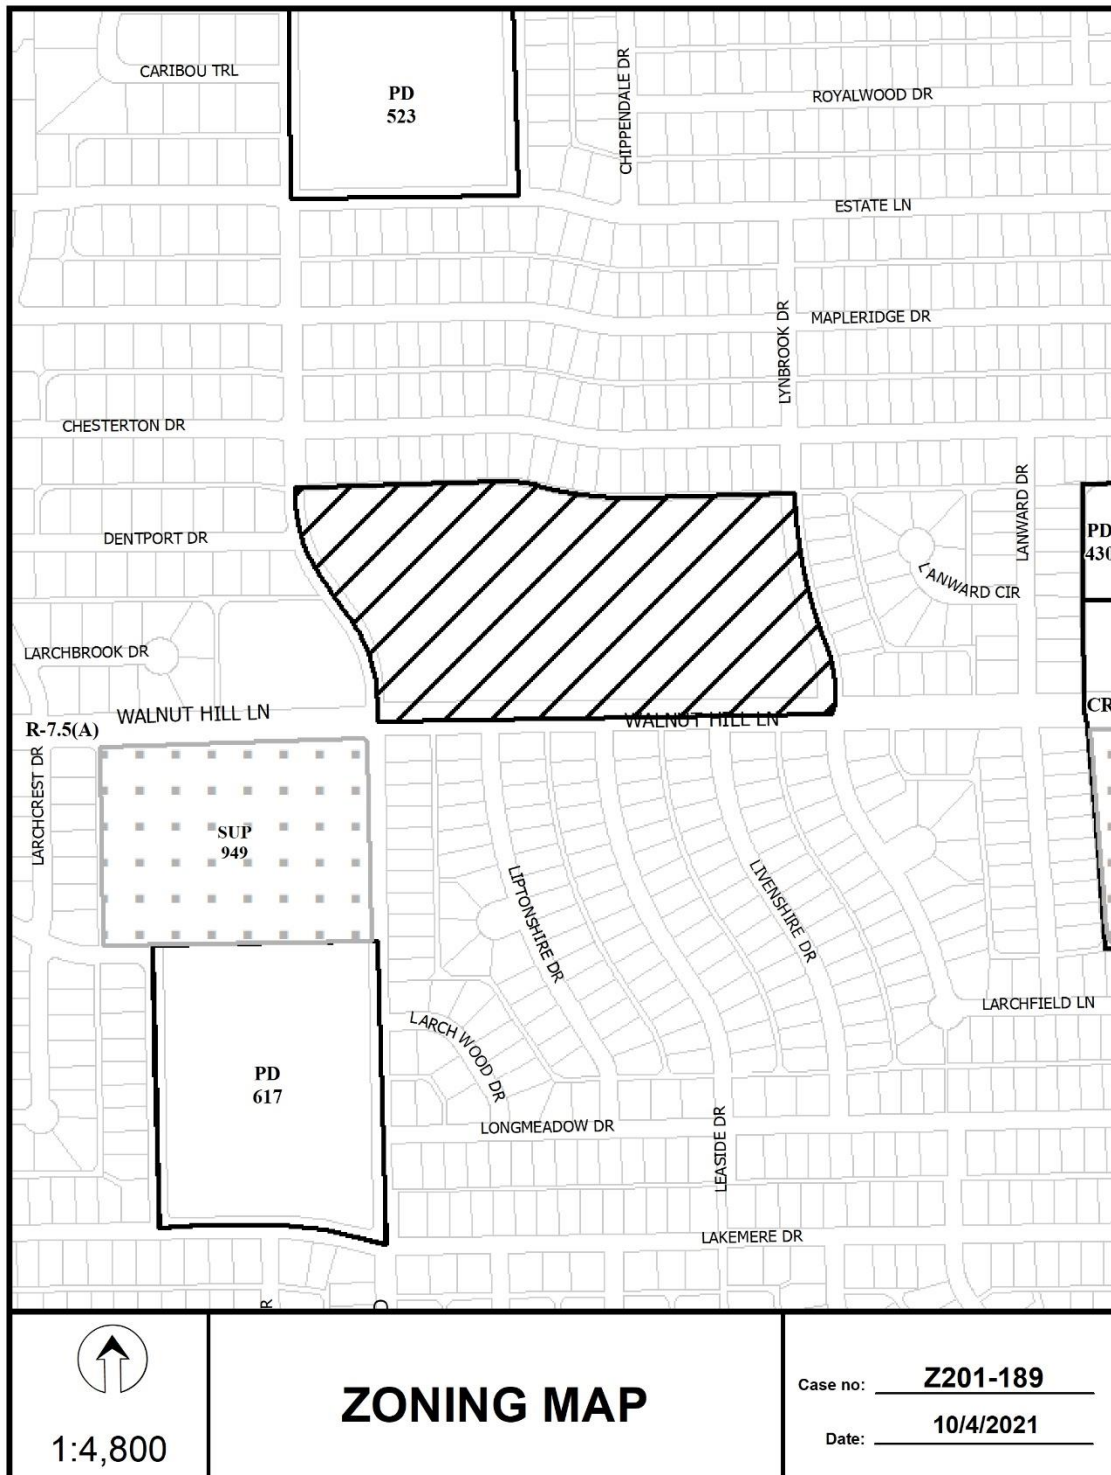 CARIBOU TRL
PD
523
CHIPPENDALE DR
ROYALWOOD DR
ESTATE LN
MAPLERIDGE DR
LYNBROOK DR
CHESTERTON DR
LANWARD DR
DENTPORT DR
PD
430
LANWARD CIR
LARCHBROOK DR
WALNUT HILL LN
WALNUT HILL LN
R-7.5(A)
CR
LARCHCREST DR
SUP
949
LIPTONSHIRE DR
LIVENSHIRE DR
LARCHFIELD LN
LARCH WOOD DR
PD
617
LONGMEADOW DR
LEASIDE DR
LAKEMERE DR
R
1:4,800
ZONING MAP
Case no: Z201-189
Date: 10/4/2021